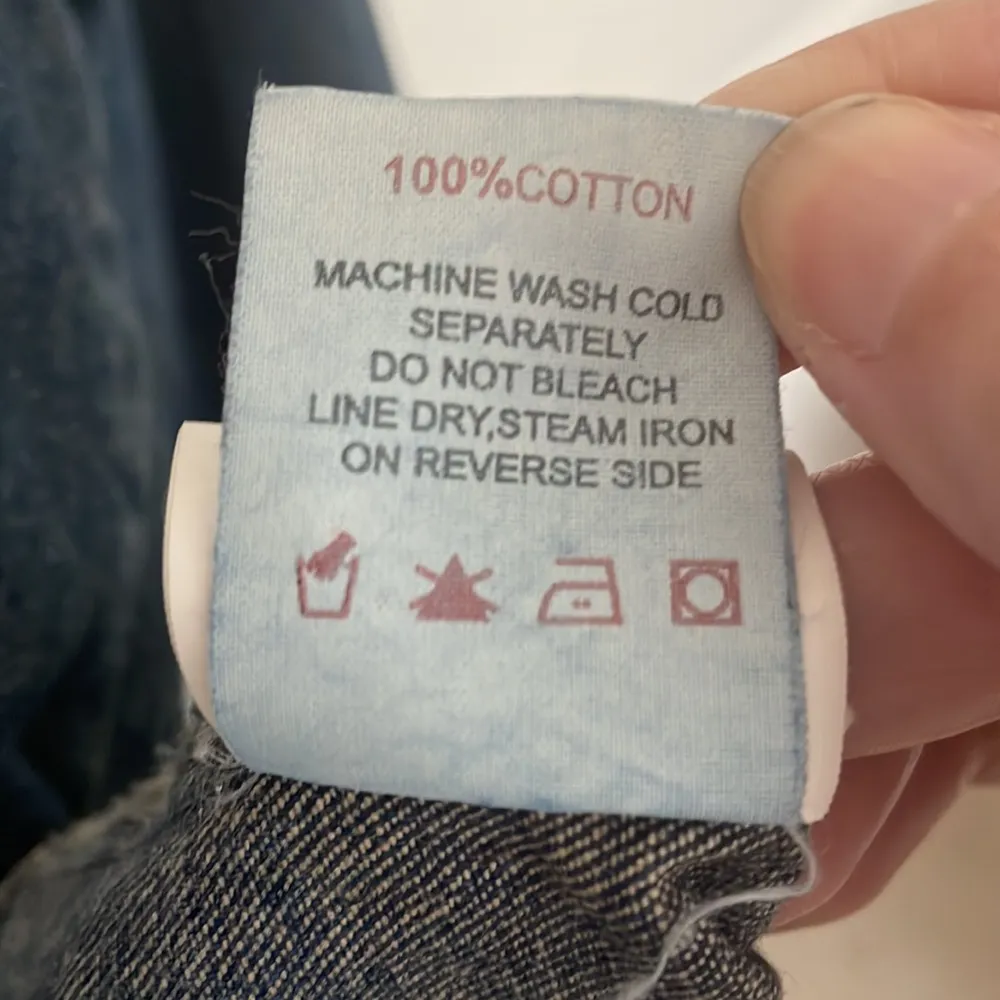 100%COTTON
MACHINE WASH COLD
SEPARATELY
DO NOT BLEACH
LINE DRY,STEAM IRON
ON REVERSE SIDE